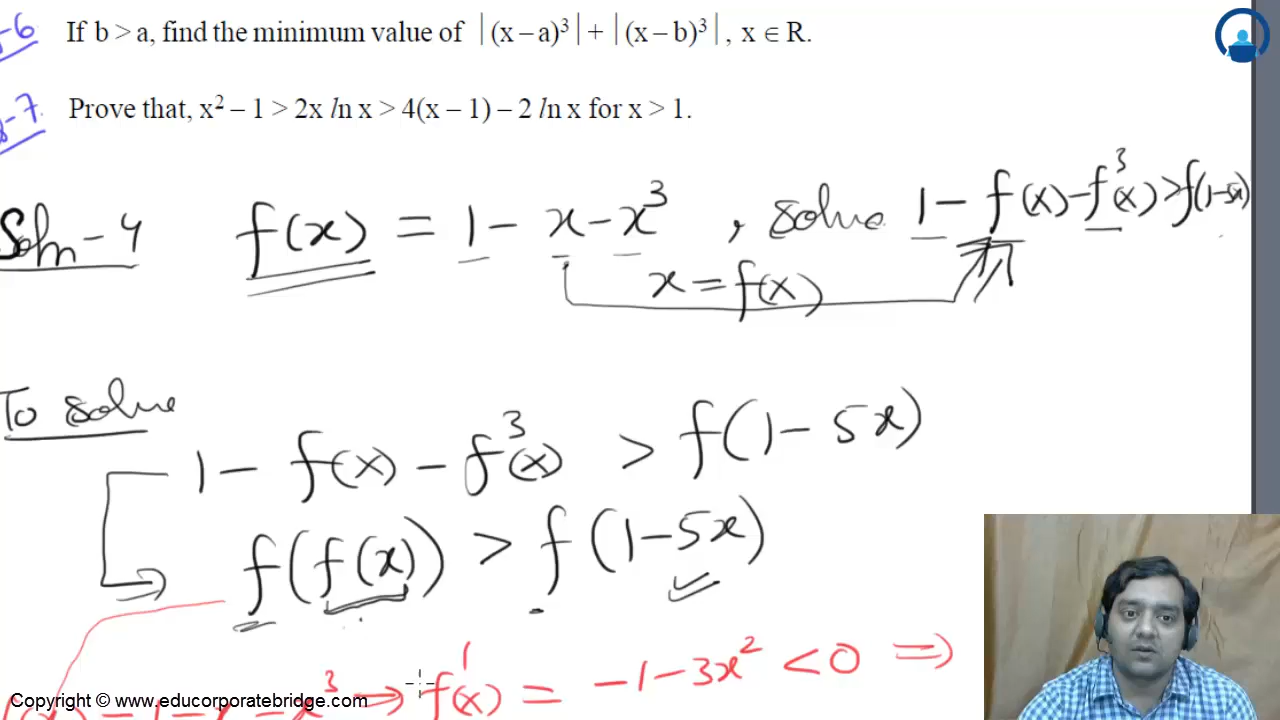 -6 If b > a, find the minimum value of |(x – a)³| + |(x – b)³|, x ∈ R.
-7 Prove that, x² – 1 > 2x ln x > 4(x – 1) – 2 ln x for x > 1.
Soln - 4 f(x) = 1 - x - x³, solve 1 - f(x) - f³(x) > f(1-5x)
x = f(x)
To solve
1 - f(x) - f³(x) > f(1 - 5x)
f(f(x)) > f(1 - 5x)
f'(x) = -1 - 3x² < 0 ⇒
Copyright © www.educorporatebridge.com